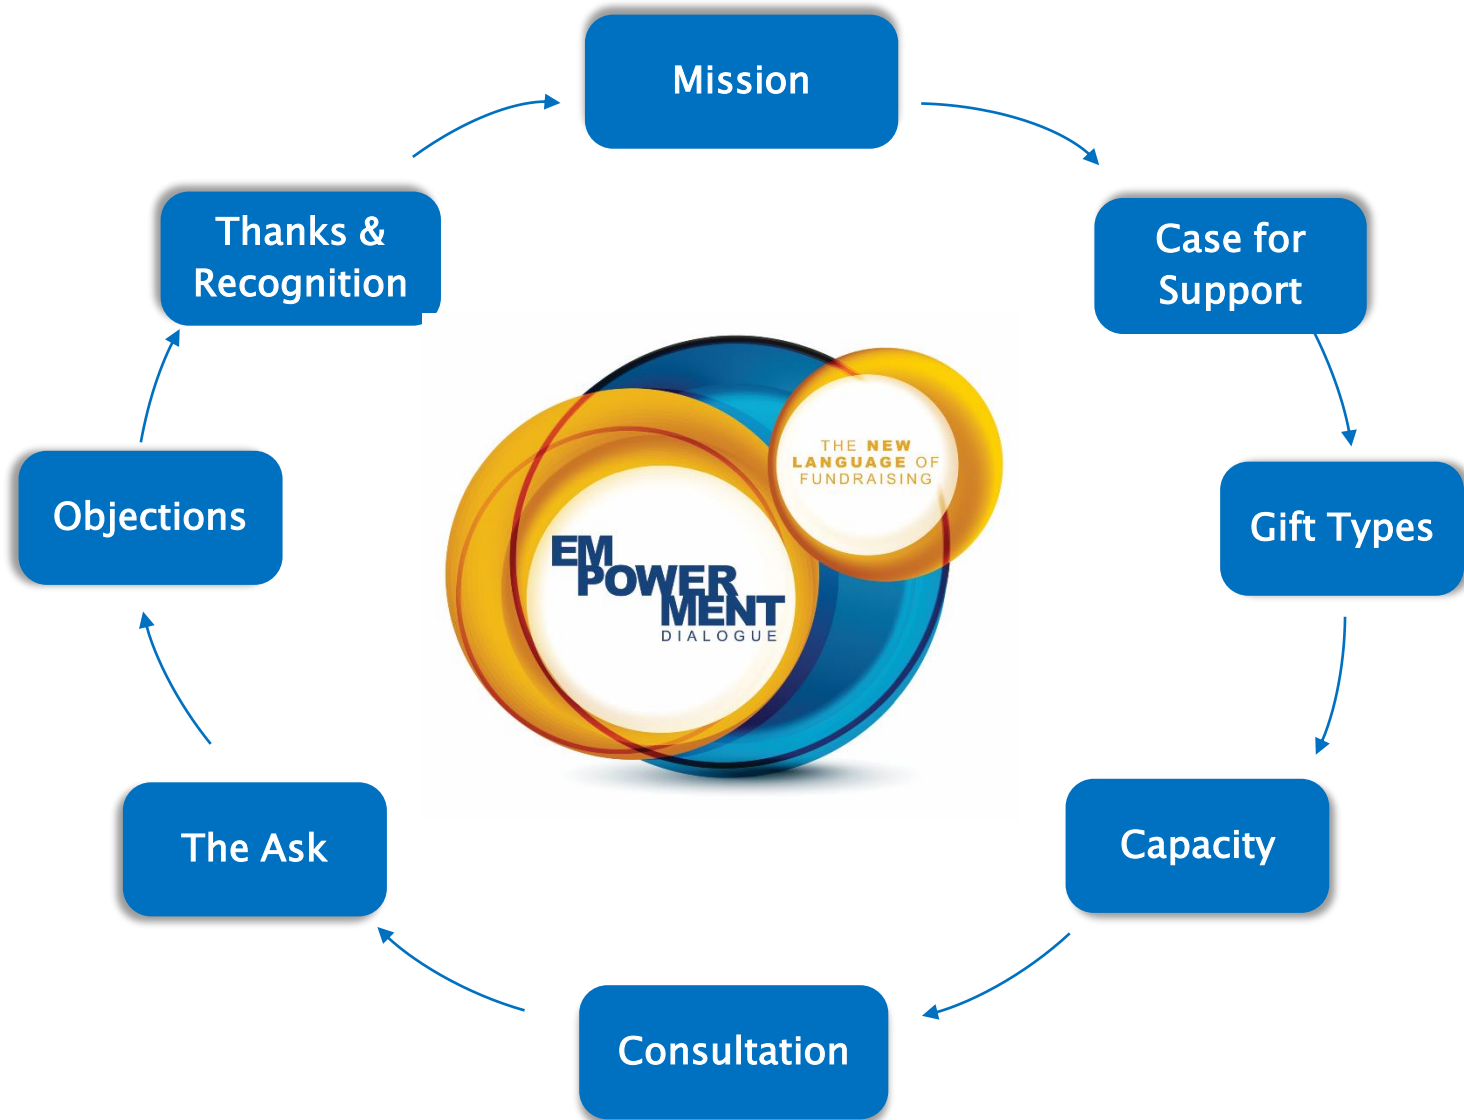 Mission
Case for
Support
Gift Types
Capacity
Consultation
The Ask
Objections
Thanks &
Recognition
THE NEW
LANGUAGE OF
FUNDRAISING
EM
POWER
MENT
DIALOGUE